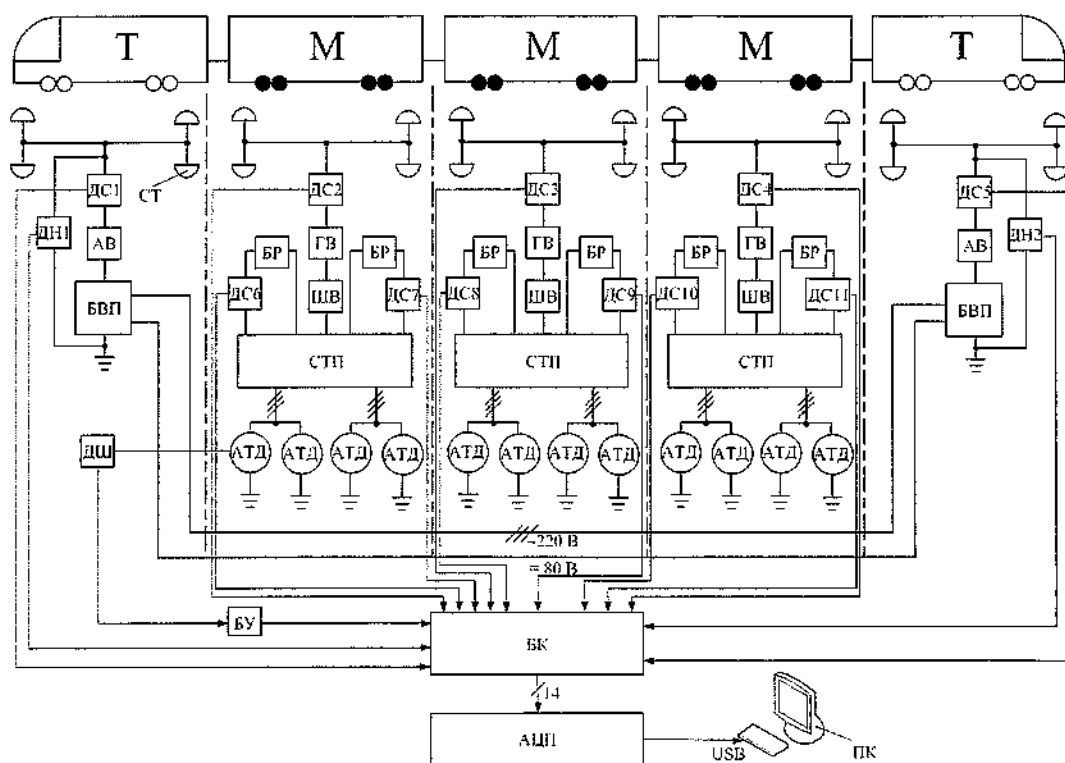 Т М М М Т
ДС1 ДС2 ДС3 ДС4 ДС5
СТ
ДН1 АВ ГВ ГВ ГВ АВ ДН2
БР БР БР БР БР БР
БВП ДС6 ШВ ДС7 ДС8 ШВ ДС9 ДС10 ШВ ДС11 БВП
СТП СТП СТП
ДШ АТД АТД АТД АТД АТД АТД АТД АТД АТД АТД АТД АТД
~220 В
= 80 В
БУ
БК
14
АЦП
USB
ПК